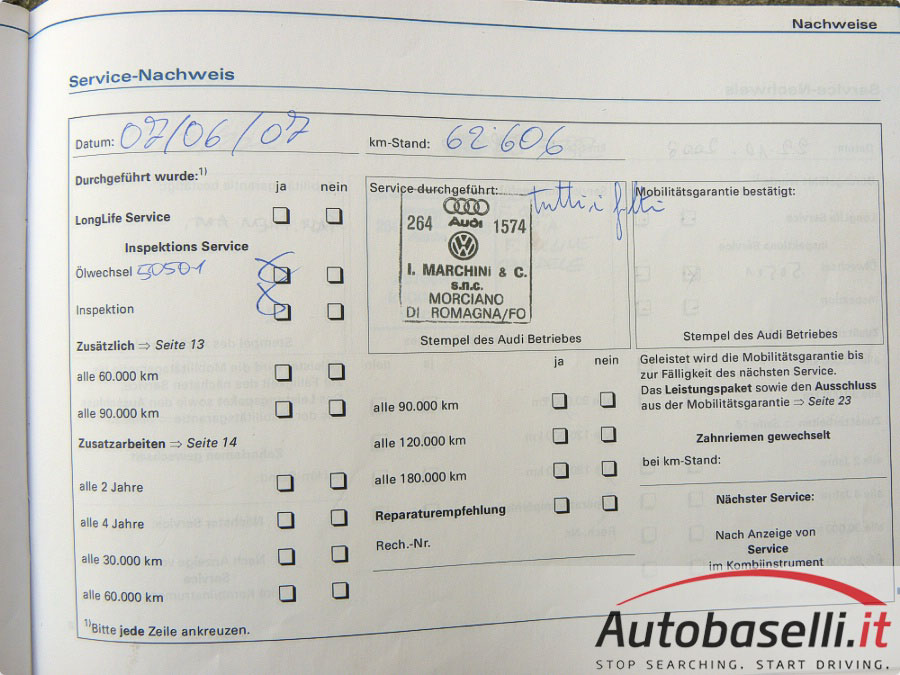 Nachweise
Service-Nachweis
Datum: 07/06/07
km-Stand: 62.606
Durchgeführt wurde:1)
ja nein
LongLife Service
Inspektions Service
Ölwechsel 50501
Inspektion
Zusätzlich ⇒ Seite 13
alle 60.000 km
alle 90.000 km
Zusatzarbeiten ⇒ Seite 14
alle 2 Jahre
alle 4 Jahre
alle 30.000 km
alle 60.000 km
1)Bitte jede Zeile ankreuzen.
Service durchgeführt:
tutti i filtri
264 Audi 1574
I. MARCHINI & C.
s.n.c.
MORCIANO
DI ROMAGNA/FO
Stempel des Audi Betriebes
ja nein
alle 90.000 km
alle 120.000 km
alle 180.000 km
Reparaturempfehlung
Rech.-Nr.
Mobilitätsgarantie bestätigt:
Stempel des Audi Betriebes
Geleistet wird die Mobilitätsgarantie bis
zur Fälligkeit des nächsten Service.
Das Leistungspaket sowie den Ausschluss
aus der Mobilitätsgarantie ⇒ Seite 23
Zahnriemen gewechselt
bei km-Stand:
Nächster Service:
Nach Anzeige von
Service
im Kombiinstrument
Autobaselli.it
STOP SEARCHING. START DRIVING.